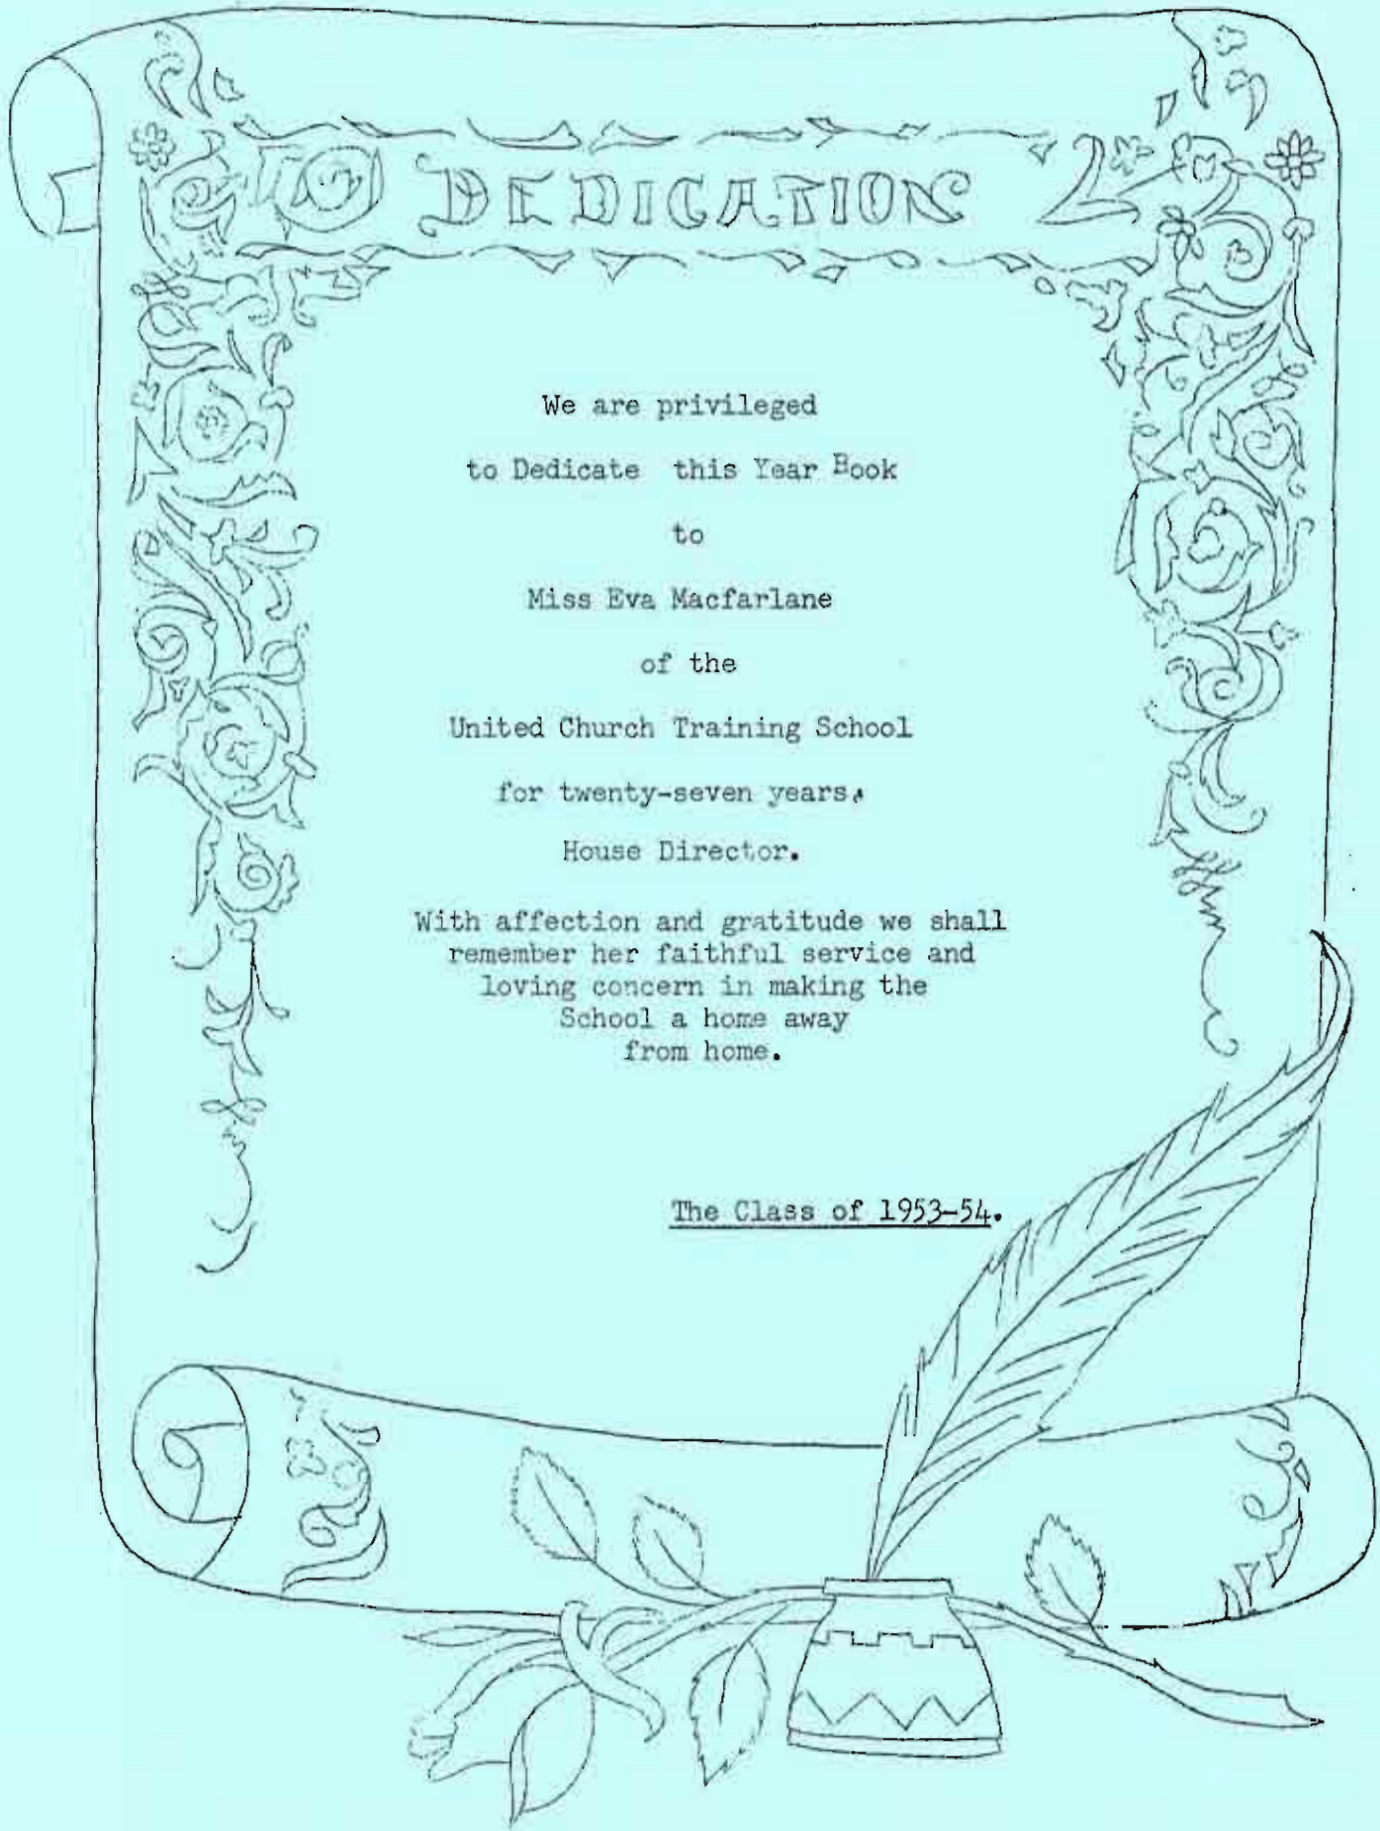 DEDICATION
We are privileged
to Dedicate this Year Book
to
Miss Eva Macfarlane
of the
United Church Training School
for twenty-seven years,
House Director.
With affection and gratitude we shall
remember her faithful service and
loving concern in making the
School a home away
from home.
The Class of 1953-54.